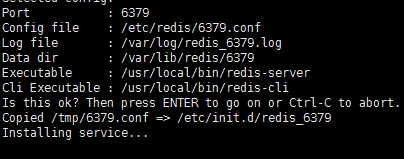 Selected config:
Port           : 6379
Config file    : /etc/redis/6379.conf
Log file       : /var/log/redis_6379.log
Data dir       : /var/lib/redis/6379
Executable     : /usr/local/bin/redis-server
Cli Executable : /usr/local/bin/redis-cli
Is this ok? Then press ENTER to go on or Ctrl-C to abort.
Copied /tmp/6379.conf => /etc/init.d/redis_6379
Installing service...